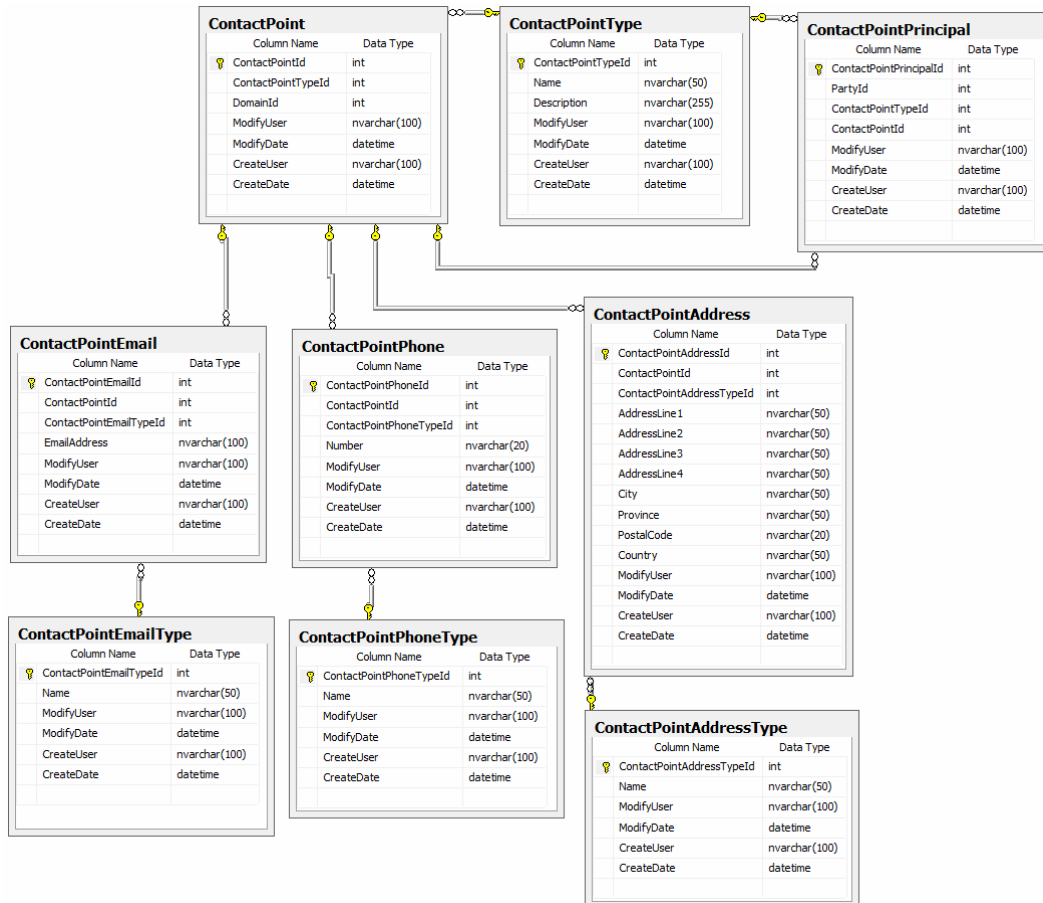 ContactPoint
Column Name Data Type
ContactPointId int
ContactPointTypeId int
DomainId int
ModifyUser nvarchar(100)
ModifyDate datetime
CreateUser nvarchar(100)
CreateDate datetime
ContactPointType
Column Name Data Type
ContactPointTypeId int
Name nvarchar(50)
Description nvarchar(255)
ModifyUser nvarchar(100)
ModifyDate datetime
CreateUser nvarchar(100)
CreateDate datetime
ContactPointPrincipal
Column Name Data Type
ContactPointPrincipalId int
PartyId int
ContactPointTypeId int
ContactPointId int
ModifyUser nvarchar(100)
ModifyDate datetime
CreateUser nvarchar(100)
CreateDate datetime
ContactPointEmail
Column Name Data Type
ContactPointEmailId int
ContactPointId int
ContactPointEmailTypeId int
EmailAddress nvarchar(100)
ModifyUser nvarchar(100)
ModifyDate datetime
CreateUser nvarchar(100)
CreateDate datetime
ContactPointPhone
Column Name Data Type
ContactPointPhoneId int
ContactPointId int
ContactPointPhoneTypeId int
Number nvarchar(20)
ModifyUser nvarchar(100)
ModifyDate datetime
CreateUser nvarchar(100)
CreateDate datetime
ContactPointAddress
Column Name Data Type
ContactPointAddressId int
ContactPointId int
ContactPointAddressTypeId int
AddressLine1 nvarchar(50)
AddressLine2 nvarchar(50)
AddressLine3 nvarchar(50)
AddressLine4 nvarchar(50)
City nvarchar(50)
Province nvarchar(50)
PostalCode nvarchar(20)
Country nvarchar(50)
ModifyUser nvarchar(100)
ModifyDate datetime
CreateUser nvarchar(100)
CreateDate datetime
ContactPointEmailType
Column Name Data Type
ContactPointEmailTypeId int
Name nvarchar(50)
ModifyUser nvarchar(100)
ModifyDate datetime
CreateUser nvarchar(100)
CreateDate datetime
ContactPointPhoneType
Column Name Data Type
ContactPointPhoneTypeId int
Name nvarchar(50)
ModifyUser nvarchar(100)
ModifyDate datetime
CreateUser nvarchar(100)
CreateDate datetime
ContactPointAddressType
Column Name Data Type
ContactPointAddressTypeId int
Name nvarchar(50)
ModifyUser nvarchar(100)
ModifyDate datetime
CreateUser nvarchar(100)
CreateDate datetime